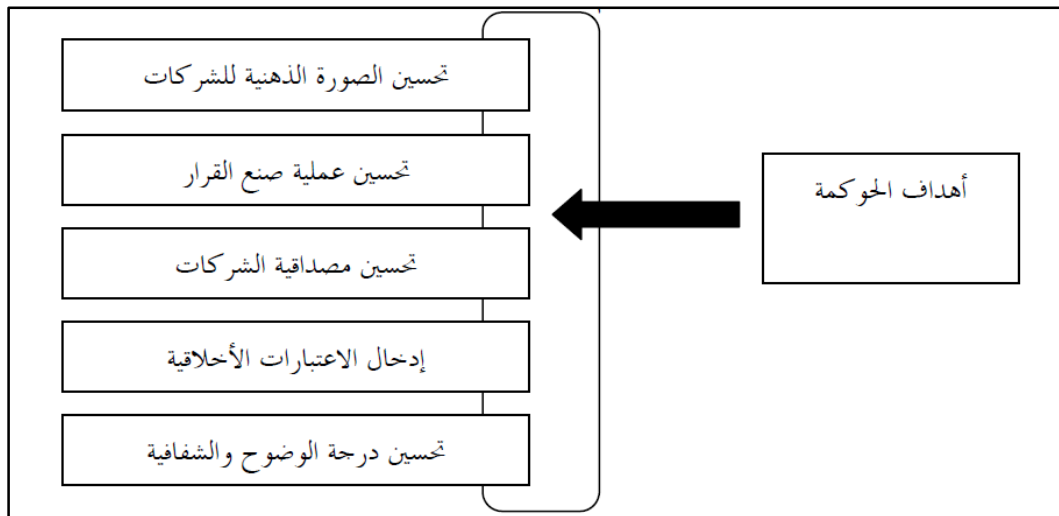 أهداف الحوكمة
تحسين الصورة الذهنية للشركات
تحسين عملية صنع القرار
تحسين مصداقية الشركات
إدخال الاعتبارات الأخلاقية
تحسين درجة الوضوح والشفافية